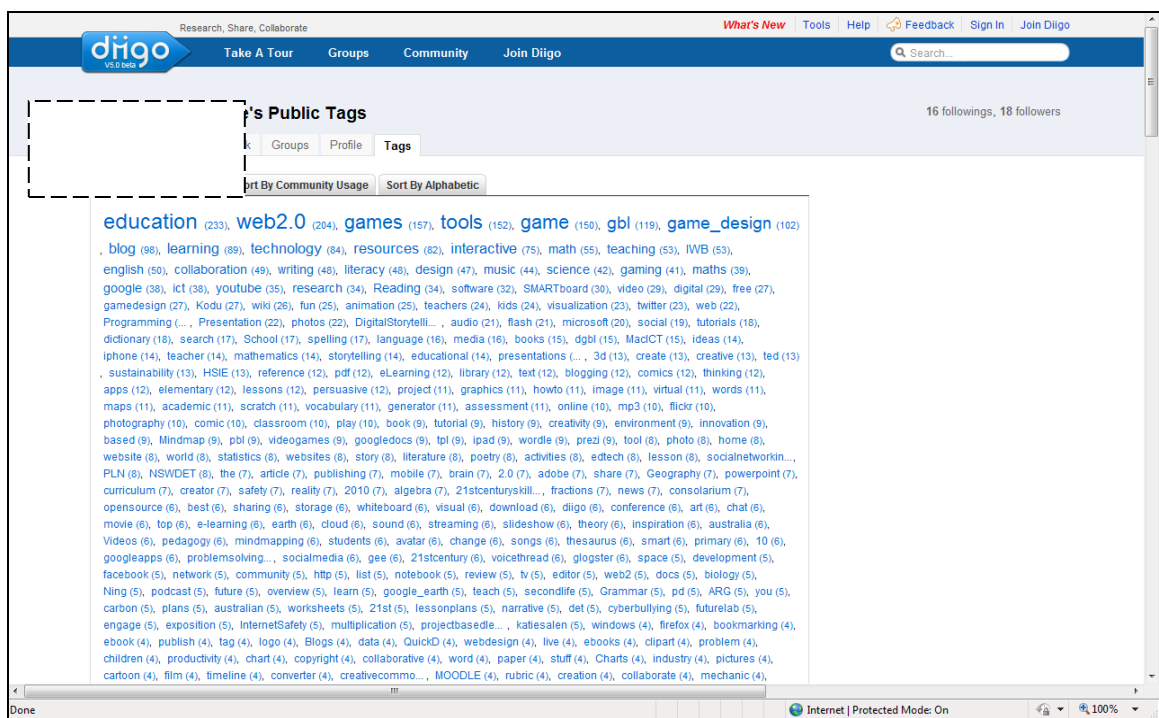 Research, Share, Collaborate
What's New Tools Help Feedback Sign In Join Diigo
diigo
V5.0 beta
Take A Tour Groups Community Join Diigo
Search...
e's Public Tags
16 followings, 18 followers
k Groups Profile Tags
ort By Community Usage Sort By Alphabetic
education (233), web2.0 (204), games (157), tools (152), game (150), gbl (119), game_design (102)
, blog (98), learning (89), technology (84), resources (82), interactive (75), math (55), teaching (53), IWB (53),
english (50), collaboration (49), writing (48), literacy (48), design (47), music (44), science (42), gaming (41), maths (39),
google (38), ict (38), youtube (35), research (34), Reading (34), software (32), SMARTboard (30), video (29), digital (29), free (27),
gamedesign (27), Kodu (27), wiki (26), fun (25), animation (25), teachers (24), kids (24), visualization (23), twitter (23), web (22),
Programming (... , Presentation (22), photos (22), DigitalStorytelli... , audio (21), flash (21), microsoft (20), social (19), tutorials (18),
dictionary (18), search (17), School (17), spelling (17), language (16), media (16), books (15), dgbl (15), MacICT (15), ideas (14),
iphone (14), teacher (14), mathematics (14), storytelling (14), educational (14), presentations (... , 3d (13), create (13), creative (13), ted (13)
, sustainability (13), HSIE (13), reference (12), pdf (12), eLearning (12), library (12), text (12), blogging (12), comics (12), thinking (12),
apps (12), elementary (12), lessons (12), persuasive (12), project (11), graphics (11), howto (11), image (11), virtual (11), words (11),
maps (11), academic (11), scratch (11), vocabulary (11), generator (11), assessment (11), online (10), mp3 (10), flickr (10),
photography (10), comic (10), classroom (10), play (10), book (9), tutorial (9), history (9), creativity (9), environment (9), innovation (9),
based (9), Mindmap (9), pbl (9), videogames (9), googledocs (9), tpl (9), ipad (9), wordle (9), prezi (9), tool (8), photo (8), home (8),
website (8), world (8), statistics (8), websites (8), story (8), literature (8), poetry (8), activities (8), edtech (8), lesson (8), socialnetworkin... ,
PLN (8), NSWDET (8), the (7), article (7), publishing (7), mobile (7), brain (7), 2.0 (7), adobe (7), share (7), Geography (7), powerpoint (7),
curriculum (7), creator (7), safety (7), reality (7), 2010 (7), algebra (7), 21stcenturyskill... , fractions (7), news (7), consolarium (7),
opensource (6), best (6), sharing (6), storage (6), whiteboard (6), visual (6), download (6), diigo (6), conference (6), art (6), chat (6),
movie (6), top (6), e-learning (6), earth (6), cloud (6), sound (6), streaming (6), slideshow (6), theory (6), inspiration (6), australia (6),
Videos (6), pedagogy (6), mindmapping (6), students (6), avatar (6), change (6), songs (6), thesaurus (6), smart (6), primary (6), 10 (6),
googleapps (6), problemsolving... , socialmedia (6), gee (6), 21stcentury (6), voicethread (6), glogster (6), space (5), development (5),
facebook (5), network (5), community (5), http (5), list (5), notebook (5), review (5), tv (5), editor (5), web2 (5), docs (5), biology (5),
Ning (5), podcast (5), future (5), overview (5), learn (5), google_earth (5), teach (5), secondlife (5), Grammar (5), pd (5), ARG (5), you (5),
carbon (5), plans (5), australian (5), worksheets (5), 21st (5), lessonplans (5), narrative (5), det (5), cyberbullying (5), futurelab (5),
engage (5), exposition (5), InternetSafety (5), multiplication (5), projectbasedle... , katiesalen (5), windows (4), firefox (4), bookmarking (4),
ebook (4), publish (4), tag (4), logo (4), Blogs (4), data (4), QuickD (4), webdesign (4), live (4), ebooks (4), clipart (4), problem (4),
children (4), productivity (4), chart (4), copyright (4), collaborative (4), word (4), paper (4), stuff (4), Charts (4), industry (4), pictures (4),
cartoon (4), film (4), timeline (4), converter (4), creativecommo... , MOODLE (4), rubric (4), creation (4), collaborate (4), mechanic (4),
Done Internet | Protected Mode: On 100%